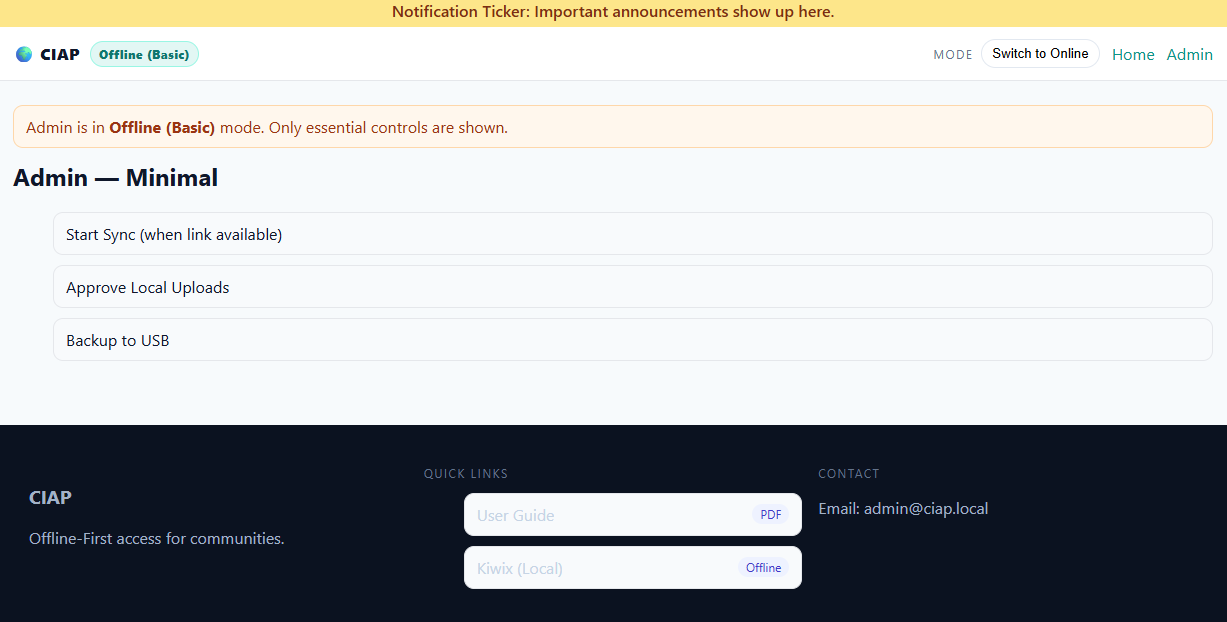 Notification Ticker: Important announcements show up here.
CIAP Offline (Basic) MODE Switch to Online Home Admin
Admin is in Offline (Basic) mode. Only essential controls are shown.
Admin — Minimal
Start Sync (when link available)
Approve Local Uploads
Backup to USB
CIAP
Offline-First access for communities.
QUICK LINKS
User Guide PDF
Kiwix (Local) Offline
CONTACT
Email: admin@ciap.local